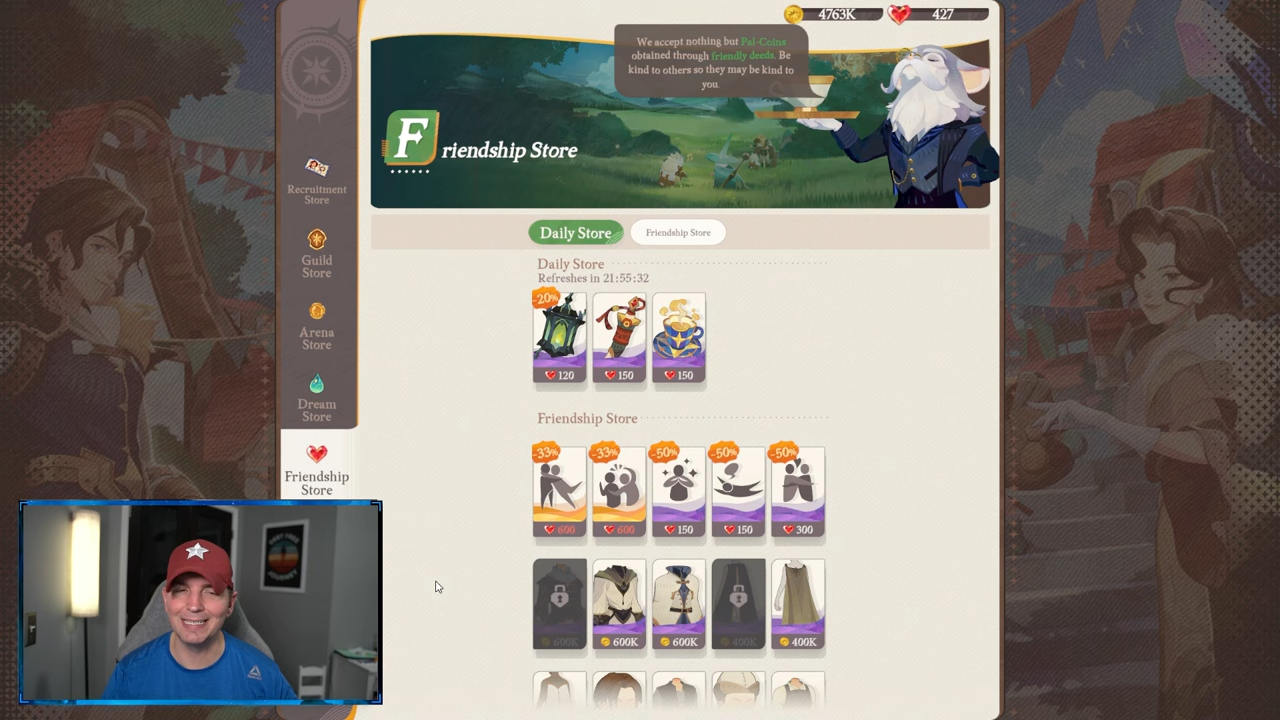 4763K
427
We accept nothing but Pal-Coins
obtained through friendly deeds. Be
kind to others so they may be kind to
you.
Friendship Store
Recruitment
Store
Guild
Store
Arena
Store
Dream
Store
Friendship
Store
Daily Store
Friendship Store
Daily Store
Refreshes in 21:55:32
-20%
120
150
150
Friendship Store
-33%
-33%
-50%
-50%
-50%
600
600
150
150
300
600K
600K
600K
400K
400K